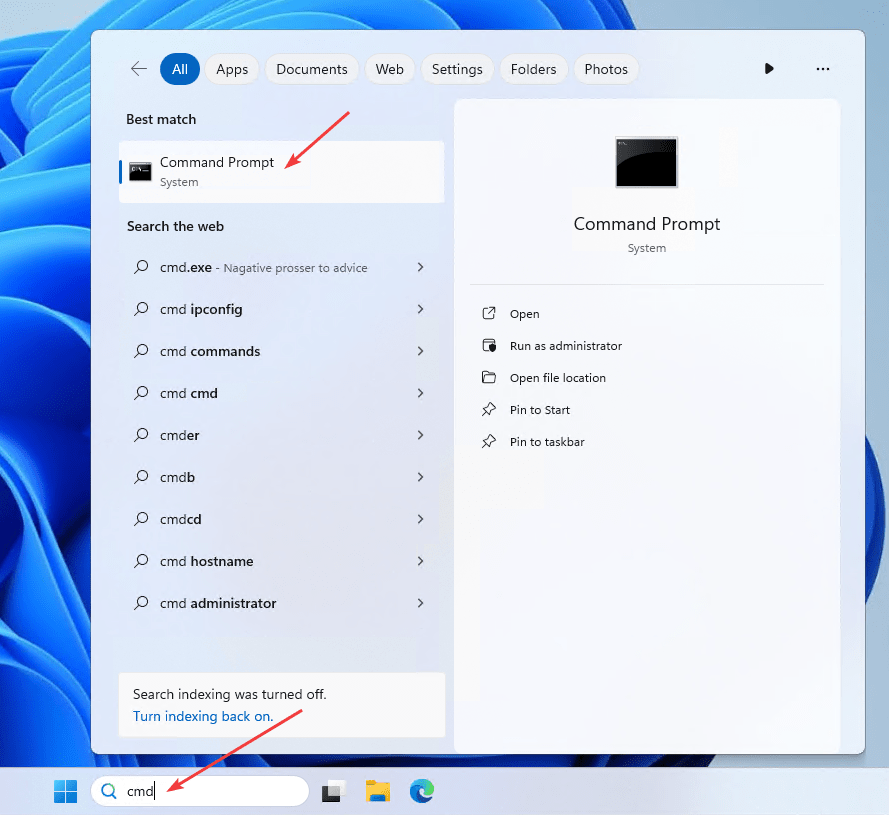 All Apps Documents Web Settings Folders Photos
Best match
Command Prompt
System
Search the web
cmd.exe - Nagative prosser to advice
cmd ipconfig
cmd commands
cmd cmd
cmder
cmdb
cmdcd
cmd hostname
cmd administrator
Search indexing was turned off.
Turn indexing back on.
Command Prompt
System
Open
Run as administrator
Open file location
Pin to Start
Pin to taskbar
cmd